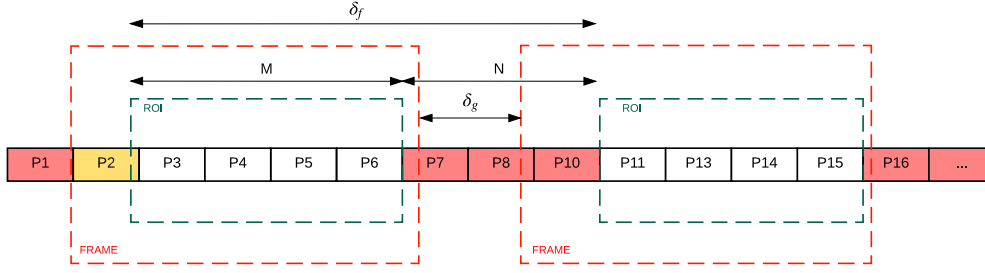 δf
M
N
ROI
ROI
δg
P1 P2 P3 P4 P5 P6 P7 P8 P10 P11 P13 P14 P15 P16 ...
FRAME
FRAME